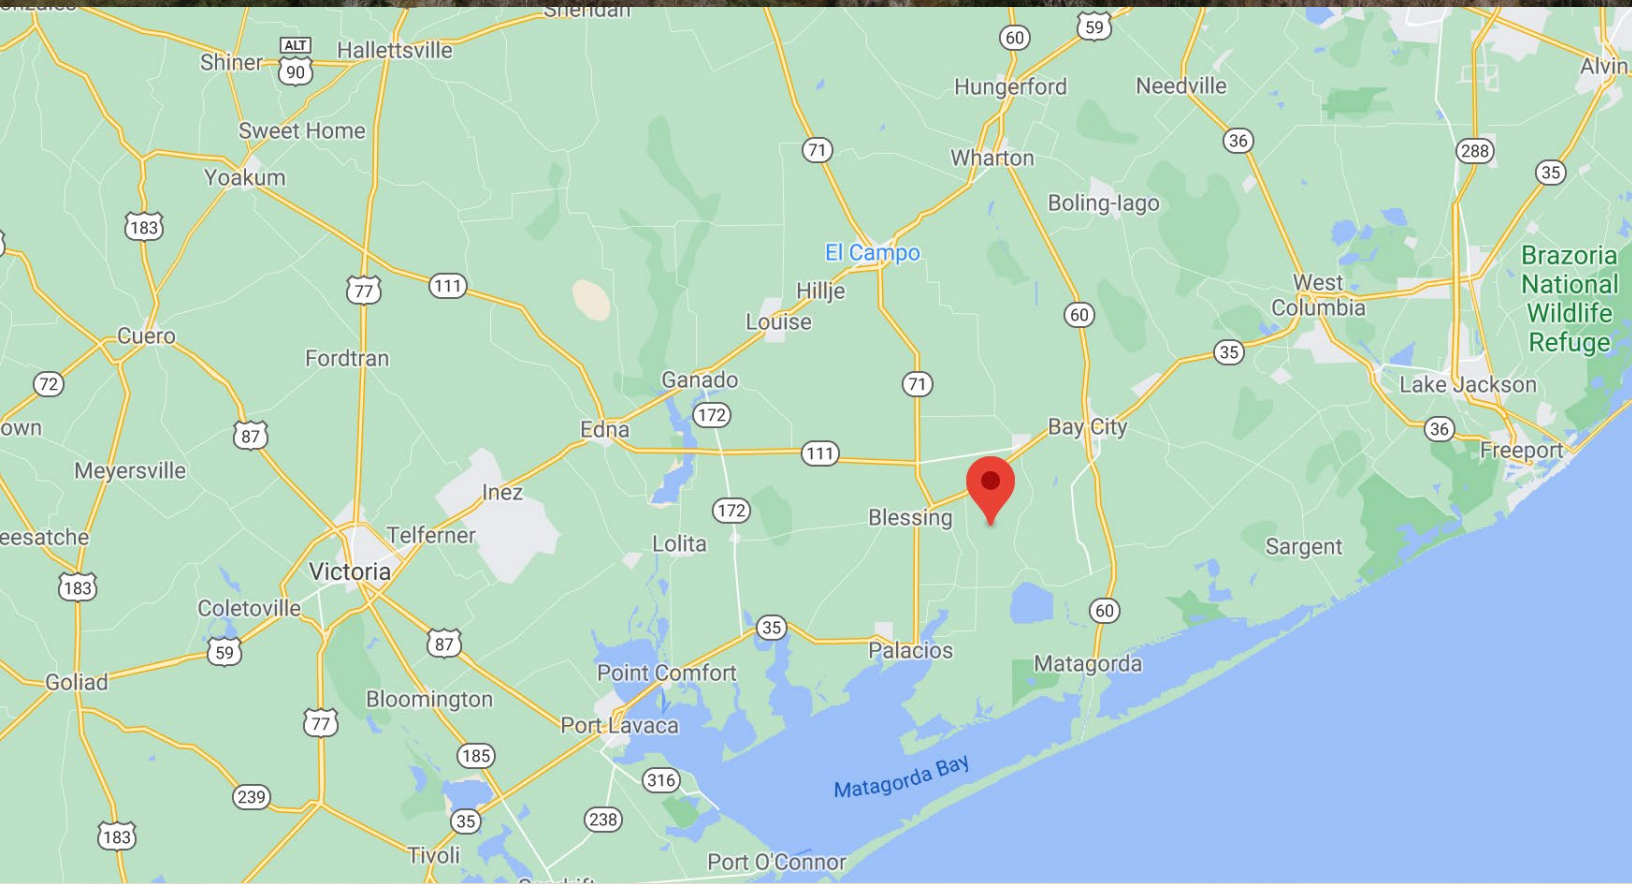 Sheridan
59
60
ALT
90
Hallettsville
Shiner
Alvin
Hungerford
Needville
Sweet Home
36
71
288
Wharton
35
Yoakum
Boling-Iago
183
El Campo
Brazoria
National
Wildlife
Refuge
77
111
Hillje
West
Columbia
Louise
60
Cuero
35
Fordtran
72
Ganado
71
Lake Jackson
172
own
87
Edna
Bay City
36
111
Freeport
Meyersville
Inez
172
Blessing
eesatche
Telferner
Lolita
Sargent
Victoria
183
Coletoville
60
35
59
87
Palacios
Matagorda
Goliad
Point Comfort
Bloomington
77
Port Lavaca
185
Matagorda Bay
316
239
35
238
183
Tivoli
Port O'Connor